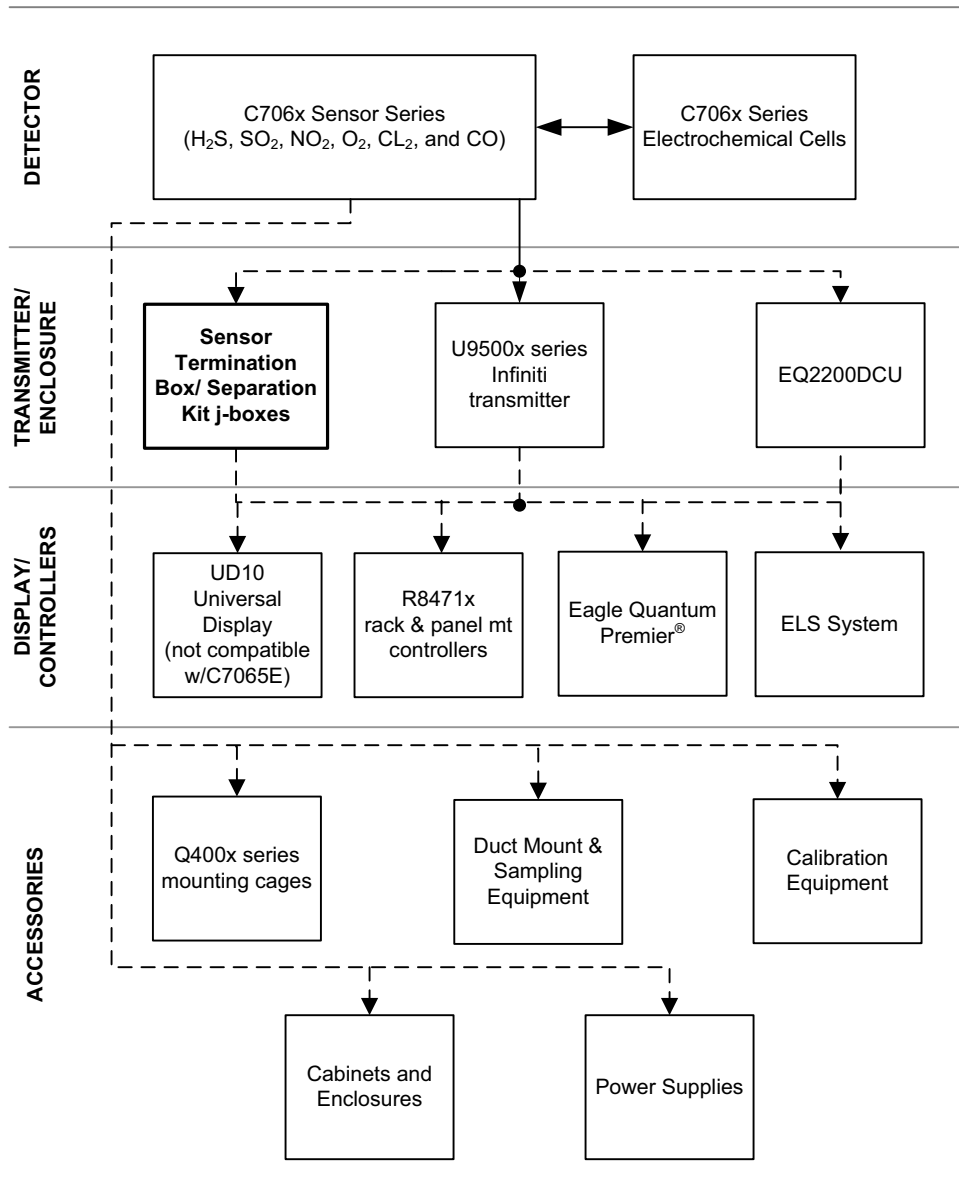 DETECTOR
C706x Sensor Series
(H₂S, SO₂, NO₂, O₂, CL₂, and CO)
C706x Series
Electrochemical Cells
TRANSMITTER/
ENCLOSURE
Sensor
Termination
Box/ Separation
Kit j-boxes
U9500x series
Infiniti
transmitter
EQ2200DCU
DISPLAY/
CONTROLLERS
UD10
Universal
Display
(not compatible
w/C7065E)
R8471x
rack & panel mt
controllers
Eagle Quantum
Premier®
ELS System
ACCESSORIES
Q400x series
mounting cages
Duct Mount &
Sampling
Equipment
Calibration
Equipment
Cabinets and
Enclosures
Power Supplies